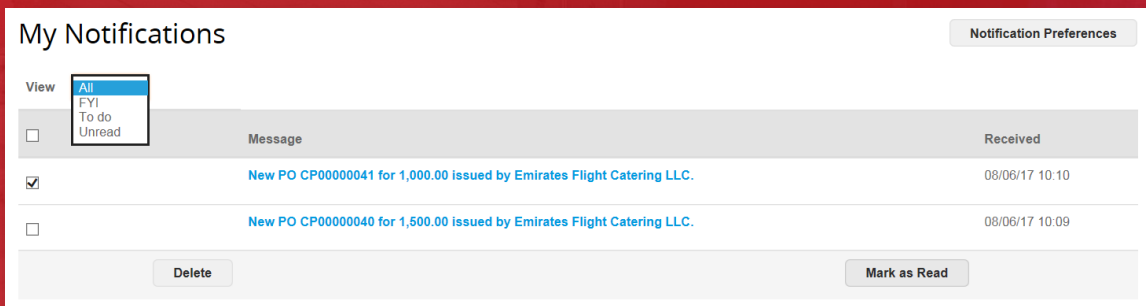 My Notifications
Notification Preferences
View
All
FYI
To do
Unread
Message Received
New PO CP00000041 for 1,000.00 issued by Emirates Flight Catering LLC. 08/06/17 10:10
New PO CP00000040 for 1,500.00 issued by Emirates Flight Catering LLC. 08/06/17 10:09
Delete Mark as Read